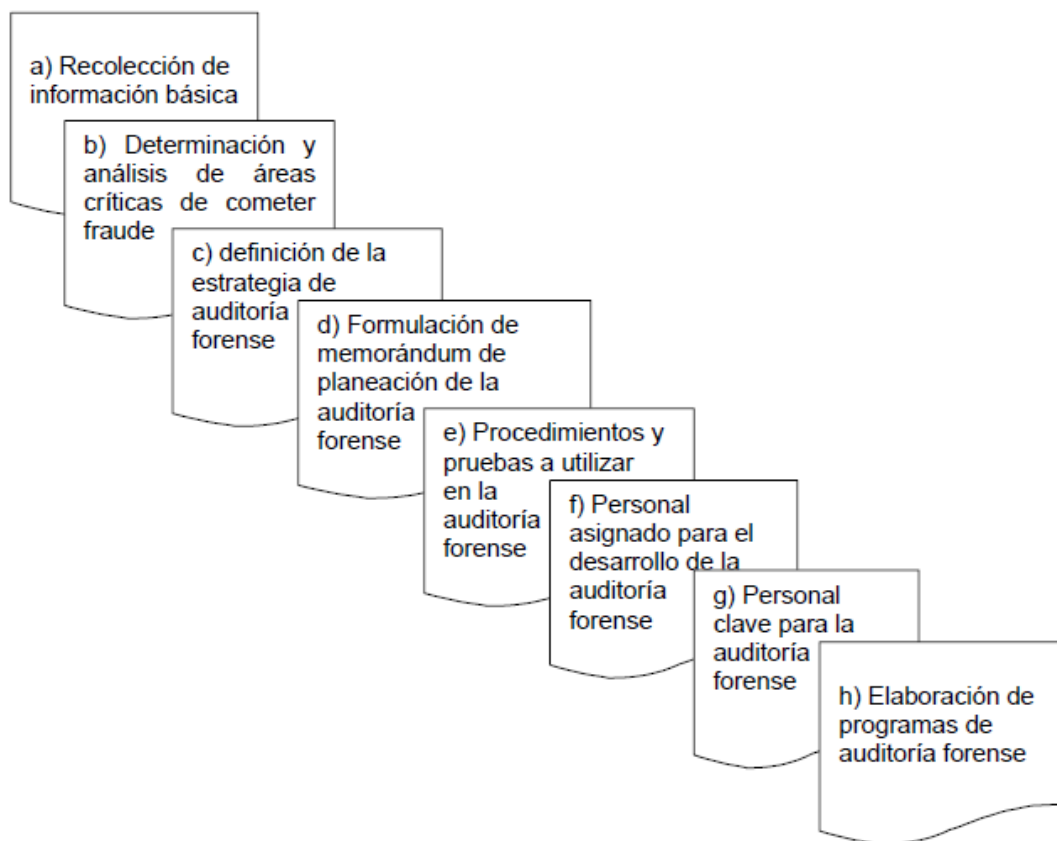 a) Recolección de
información básica
b) Determinación y
análisis de áreas
críticas de cometer
fraude
c) definición de la
estrategia de
auditoría
forense
d) Formulación de
memorándum de
planeación de la
auditoría
forense
e) Procedimientos y
pruebas a utilizar
en la
auditoría
forense
f) Personal
asignado para el
desarrollo de la
auditoría
forense
g) Personal
clave para la
auditoría
forense
h) Elaboración de
programas de
auditoría forense